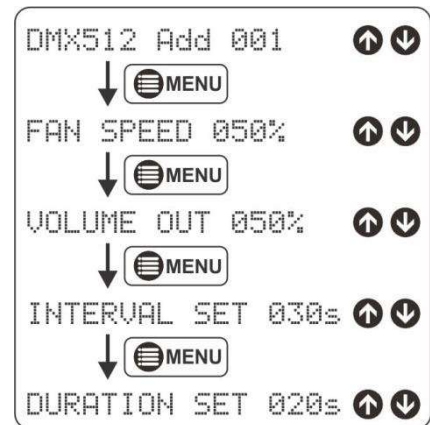 DMX512 Add 001
MENU
FAN SPEED 050%
MENU
VOLUME OUT 050%
MENU
INTERVAL SET 030s
MENU
DURATION SET 020s